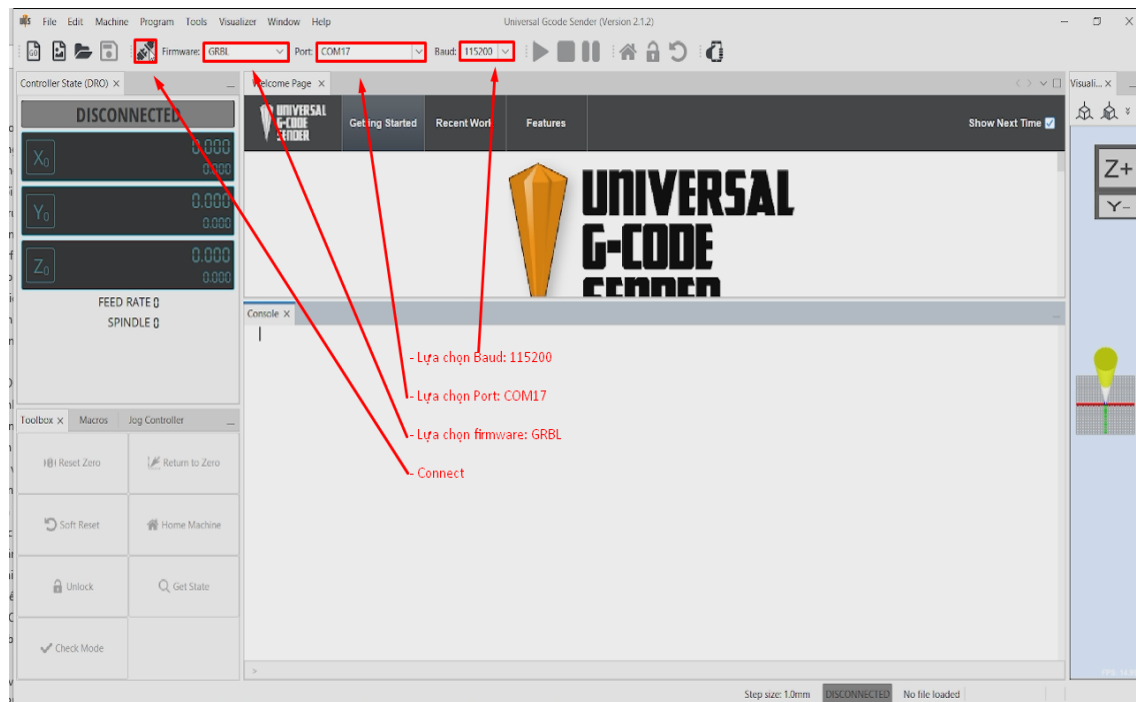 File Edit Machine Program Tools Visualizer Window Help Universal Gcode Sender (Version 2.1.2)
Firmware: GRBL Port: COM17 Baud: 115200
Controller State (DRO) Welcome Page Visuali...
DISCONNECTED
UNIVERSAL
G-CODE
SENDER
Getting Started Recent Work Features Show Next Time
X0 0.000
0.000
Y0 0.000
0.000
Z0 0.000
0.000
FEED RATE 0
SPINDLE 0
UNIVERSAL
G-CODE
SENDER
Z+
Y-
Console
- Lựa chọn Baud: 115200
- Lựa chọn Port: COM17
- Lựa chọn firmware: GRBL
- Connect
Toolbox Macros Jog Controller
Reset Zero Return to Zero
Soft Reset Home Machine
Unlock Get State
Check Mode
>
Step size: 1.0mm DISCONNECTED No file loaded